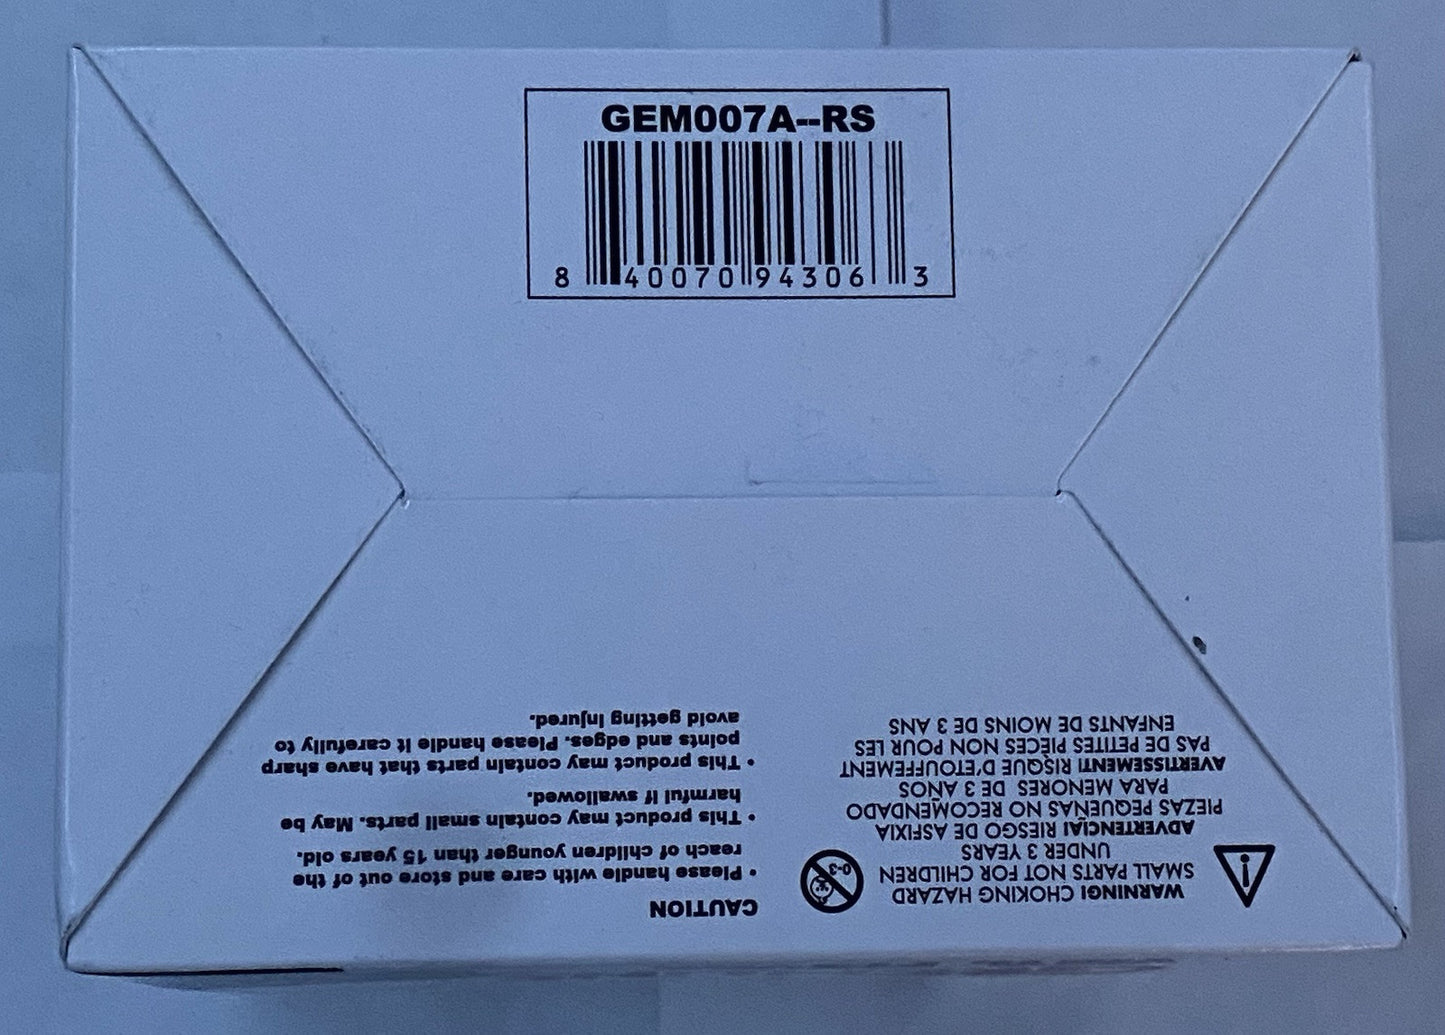 GEM007A--RS
8 40070 94306 3
CAUTION
• Please handle with care and store out of the
reach of children younger than 15 years old.
• This product may contain small parts. May be
harmful if swallowed.
• This product may contain parts that have sharp
points and edges. Please handle it carefully to
avoid getting injured.
WARNING! CHOKING HAZARD
SMALL PARTS NOT FOR CHILDREN
UNDER 3 YEARS
ADVERTENCIA! RIESGO DE ASFIXIA
PIEZAS PEQUEÑAS NO RECOMENDADO
PARA MENORES DE 3 AÑOS
AVERTISSEMENT! RISQUE D'ETOUFFEMENT
PAS DE PETITES PIÈCES NON POUR LES
ENFANTS DE MOINS DE 3 ANS
0-3